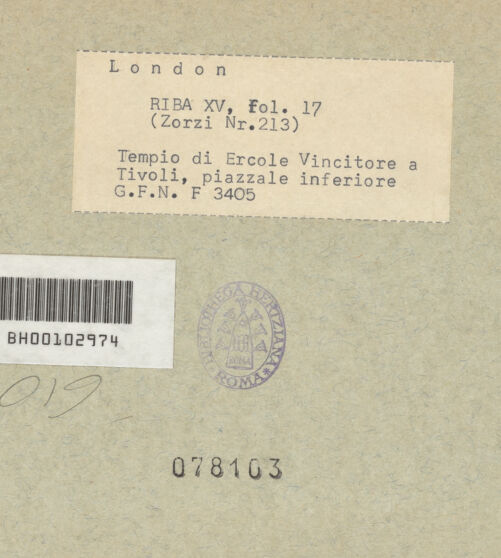 London
RIBA XV, fol. 17
(Zorzi Nr.213)
Tempio di Ercole Vincitore a
Tivoli, piazzale inferiore
G.F.N. F 3405
BH00102974
BIBLIOTHECA HERTZIANA
ROMA
019
078103